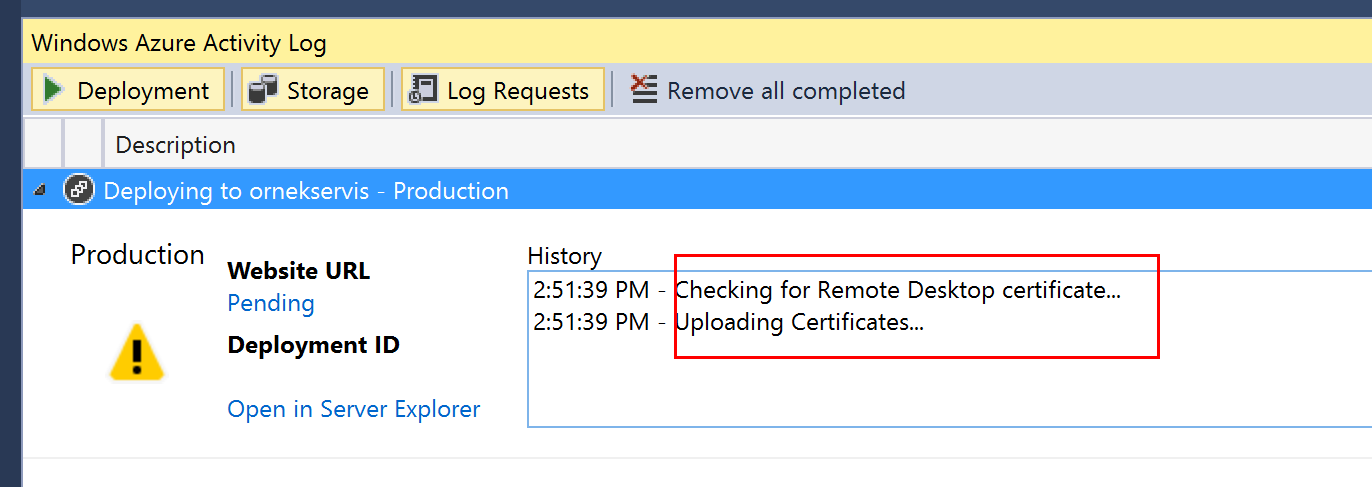 Windows Azure Activity Log
Deployment Storage Log Requests Remove all completed
Description
Deploying to ornekservis - Production
Production
Website URL
Pending
Deployment ID
Open in Server Explorer
History
2:51:39 PM - Checking for Remote Desktop certificate...
2:51:39 PM - Uploading Certificates...